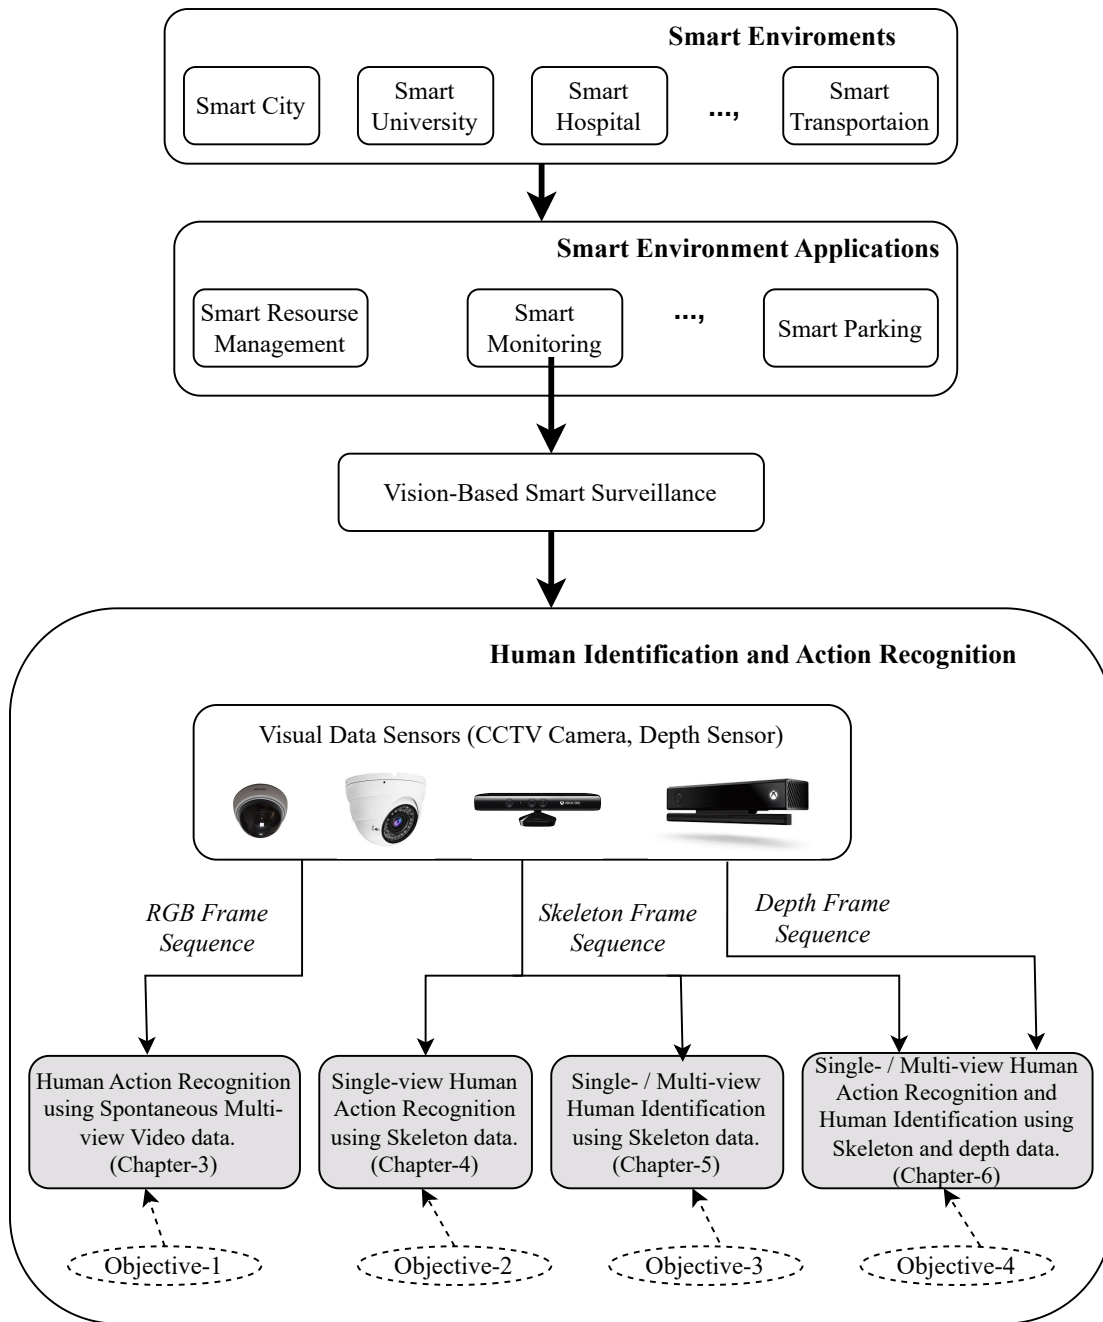 Smart Enviroments
Smart City
Smart
University
Smart
Hospital
...,
Smart
Transportaion
Smart Environment Applications
Smart Resourse
Management
Smart
Monitoring
...,
Smart Parking
Vision-Based Smart Surveillance
Human Identification and Action Recognition
Visual Data Sensors (CCTV Camera, Depth Sensor)
RGB Frame
Sequence
Skeleton Frame
Sequence
Depth Frame
Sequence
Human Action Recognition
using Spontaneous Multi-
view Video data.
(Chapter-3)
Single-view Human
Action Recognition
using Skeleton data.
(Chapter-4)
Single- / Multi-view
Human Identification
using Skeleton data.
(Chapter-5)
Single- / Multi-view Human
Action Recognition and
Human Identification using
Skeleton and depth data.
(Chapter-6)
Objective-1
Objective-2
Objective-3
Objective-4